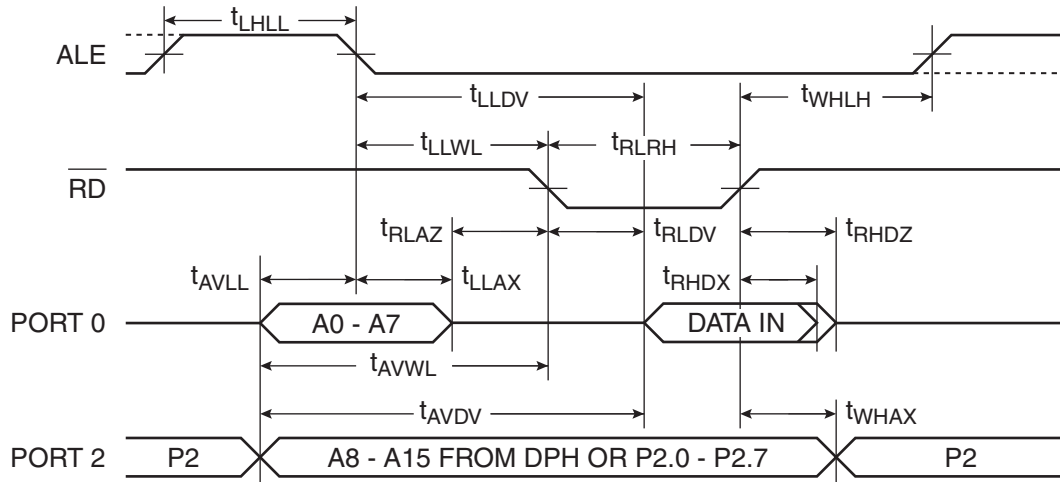 tLHLL
ALE
tLLDV
tWHLH
tLLWL
tRLRH
RD
tRLAZ
tRLDV
tRHDZ
tAVLL
tLLAX
tRHDX
PORT 0
A0 - A7
DATA IN
tAVWL
tAVDV
tWHAX
PORT 2
P2
A8 - A15 FROM DPH OR P2.0 - P2.7
P2